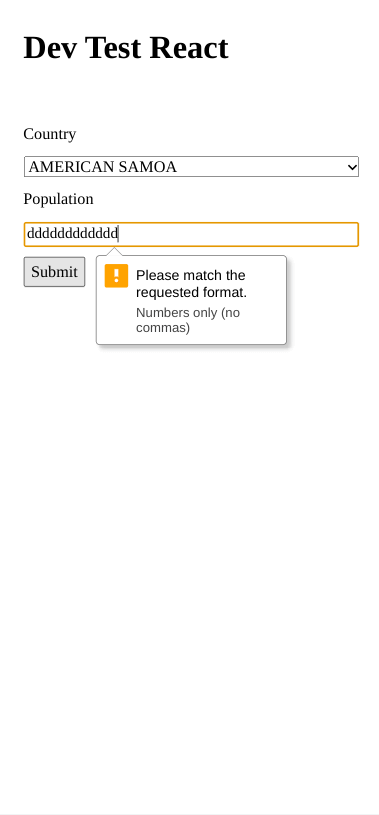 Dev Test React
Country
AMERICAN SAMOA
Population
dddddddddddd
Submit
Please match the
requested format.
Numbers only (no
commas)